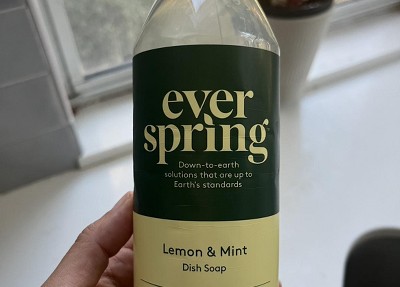 ever
spring
Down-to-earth
solutions that are up to
Earth's standards
Lemon & Mint
Dish Soap